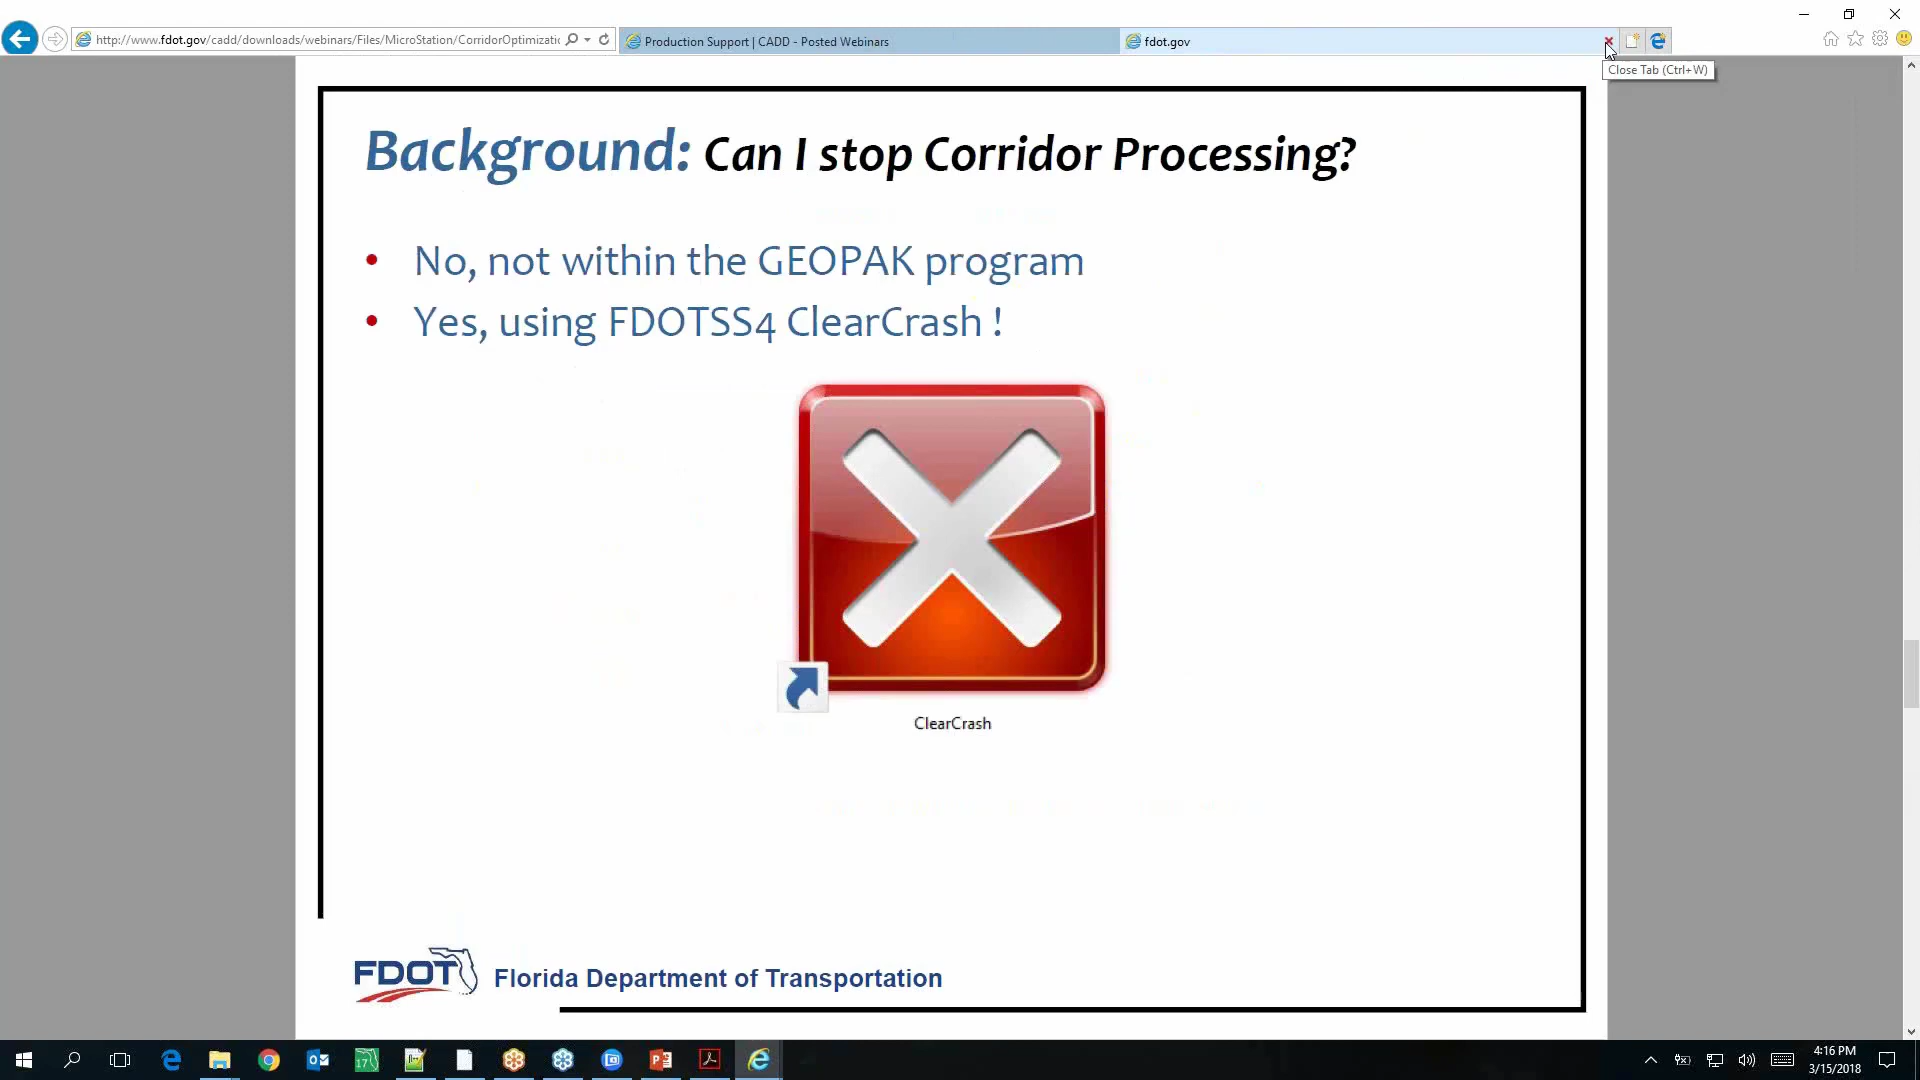 http://www.fdot.gov/cadd/downloads/webinars/Files/MicroStation/CorridorOptimizatic
Production Support | CADD - Posted Webinars
fdot.gov
Close Tab (Ctrl+W)
Background: Can I stop Corridor Processing?
• No, not within the GEOPAK program
• Yes, using FDOTSS4 ClearCrash !
ClearCrash
FDOT
Florida Department of Transportation
4:16 PM
3/15/2018